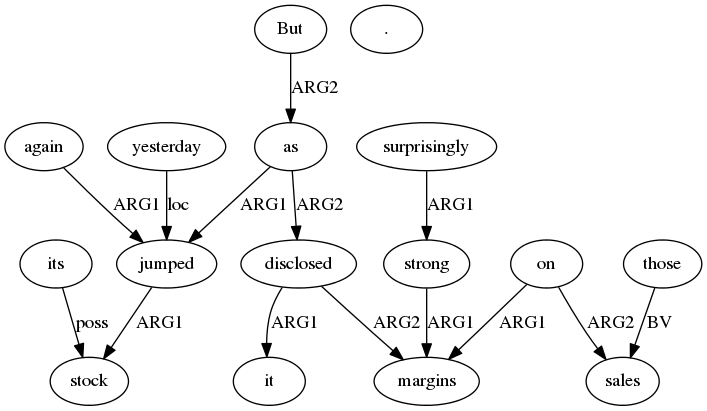 But .
ARG2
again yesterday as surprisingly
ARG1 loc ARG1 ARG2 ARG1
its jumped disclosed strong on those
poss ARG1 ARG1 ARG2 ARG1 ARG1 ARG2 BV
stock it margins sales